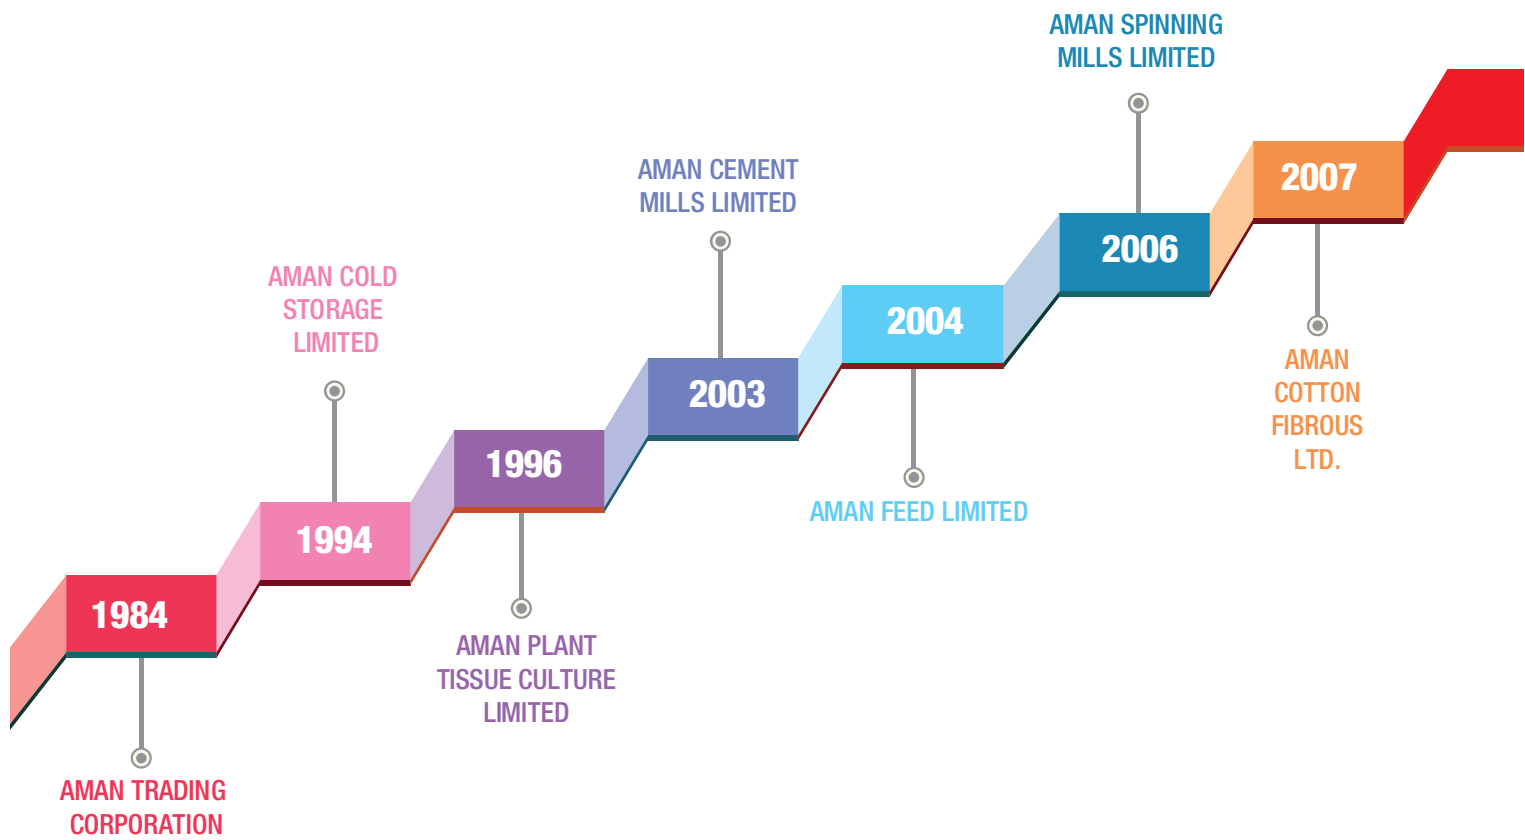 1984
AMAN TRADING
CORPORATION
AMAN COLD
STORAGE
LIMITED
1994
1996
AMAN PLANT
TISSUE CULTURE
LIMITED
AMAN CEMENT
MILLS LIMITED
2003
2004
AMAN FEED LIMITED
AMAN SPINNING
MILLS LIMITED
2006
2007
AMAN
COTTON
FIBROUS
LTD.